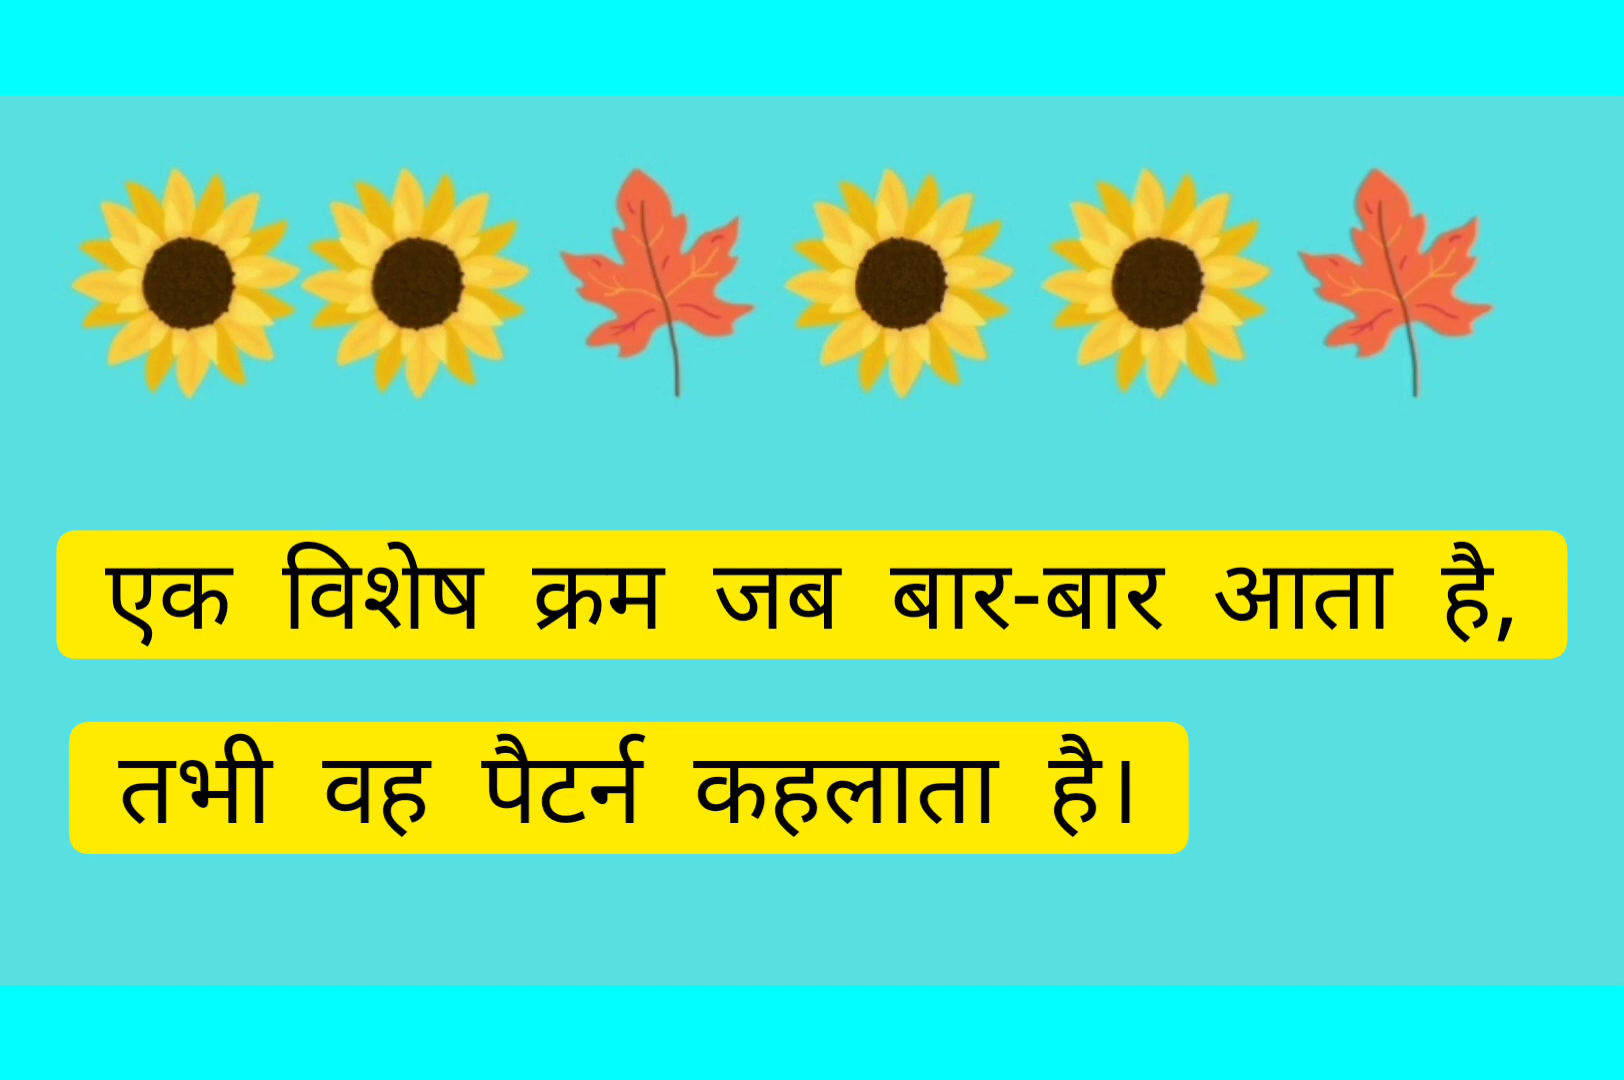 एक विशेष क्रम जब बार-बार आता है,
तभी वह पैटर्न कहलाता है।